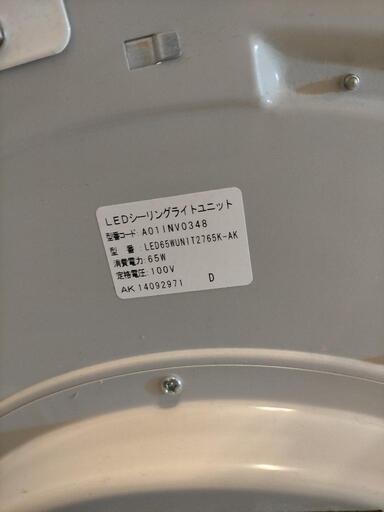 LEDシーリングライトユニット
型番コード: A01INV0348
型　番　: LED65WUNIT2765K-AK
消費電力: 65W
定格電圧: 100V
AK 14092971　D